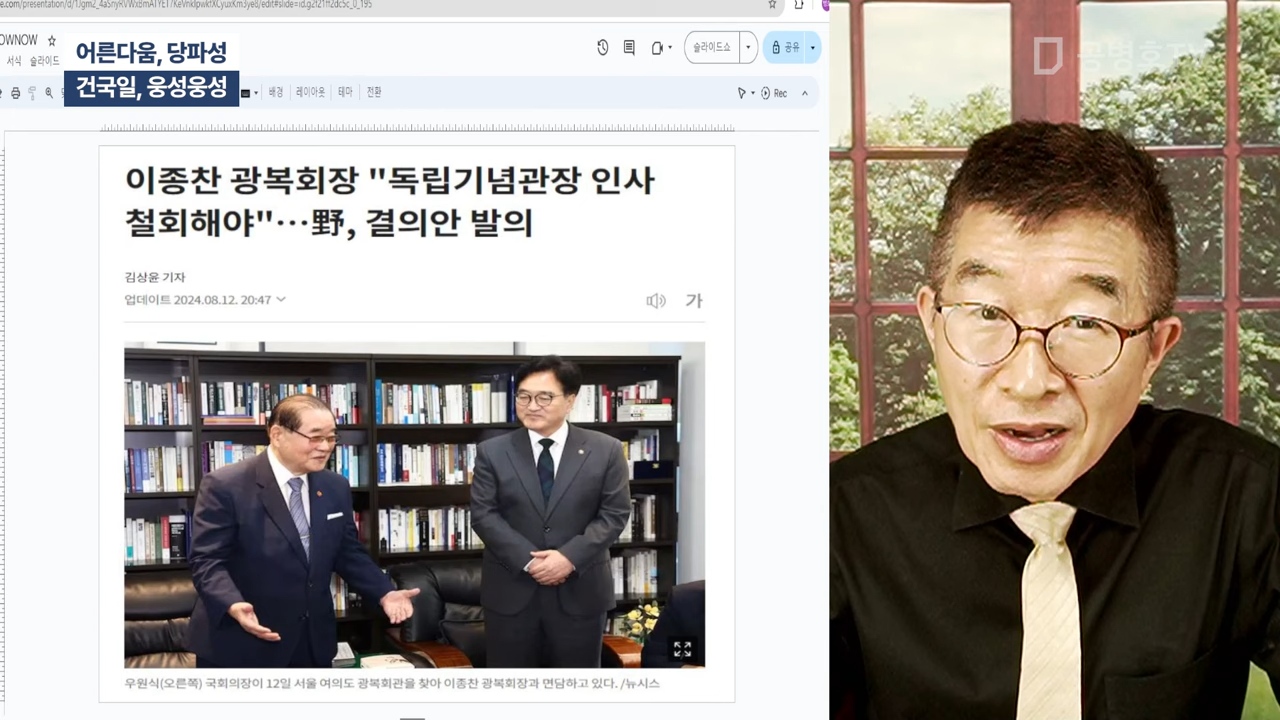 OWNOW
서식 슬라이드
어른다움, 당파성
건국일, 웅성웅성
슬라이드쇼
공유
배경 레이아웃 테마 전환
Rec
공병호TV
이종찬 광복회장 "독립기념관장 인사
철회해야"…野, 결의안 발의
김상윤 기자
업데이트 2024.08.12. 20:47
가
우원식(오른쪽) 국회의장이 12일 서울 여의도 광복회관을 찾아 이종찬 광복회장과 면담하고 있다. /뉴시스